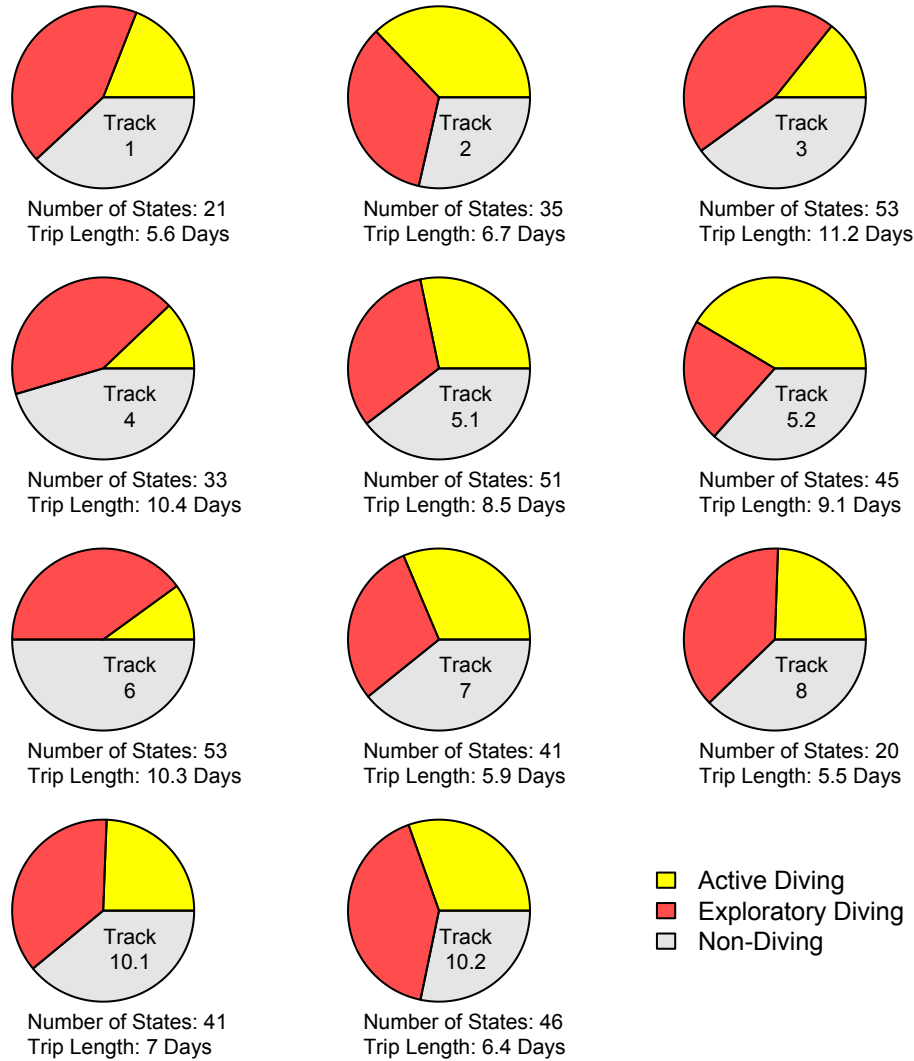 Track
1
Number of States: 21
Trip Length: 5.6 Days
Track
2
Number of States: 35
Trip Length: 6.7 Days
Track
3
Number of States: 53
Trip Length: 11.2 Days
Track
4
Number of States: 33
Trip Length: 10.4 Days
Track
5.1
Number of States: 51
Trip Length: 8.5 Days
Track
5.2
Number of States: 45
Trip Length: 9.1 Days
Track
6
Number of States: 53
Trip Length: 10.3 Days
Track
7
Number of States: 41
Trip Length: 5.9 Days
Track
8
Number of States: 20
Trip Length: 5.5 Days
Track
10.1
Number of States: 41
Trip Length: 7 Days
Track
10.2
Number of States: 46
Trip Length: 6.4 Days
Active Diving
Exploratory Diving
Non-Diving